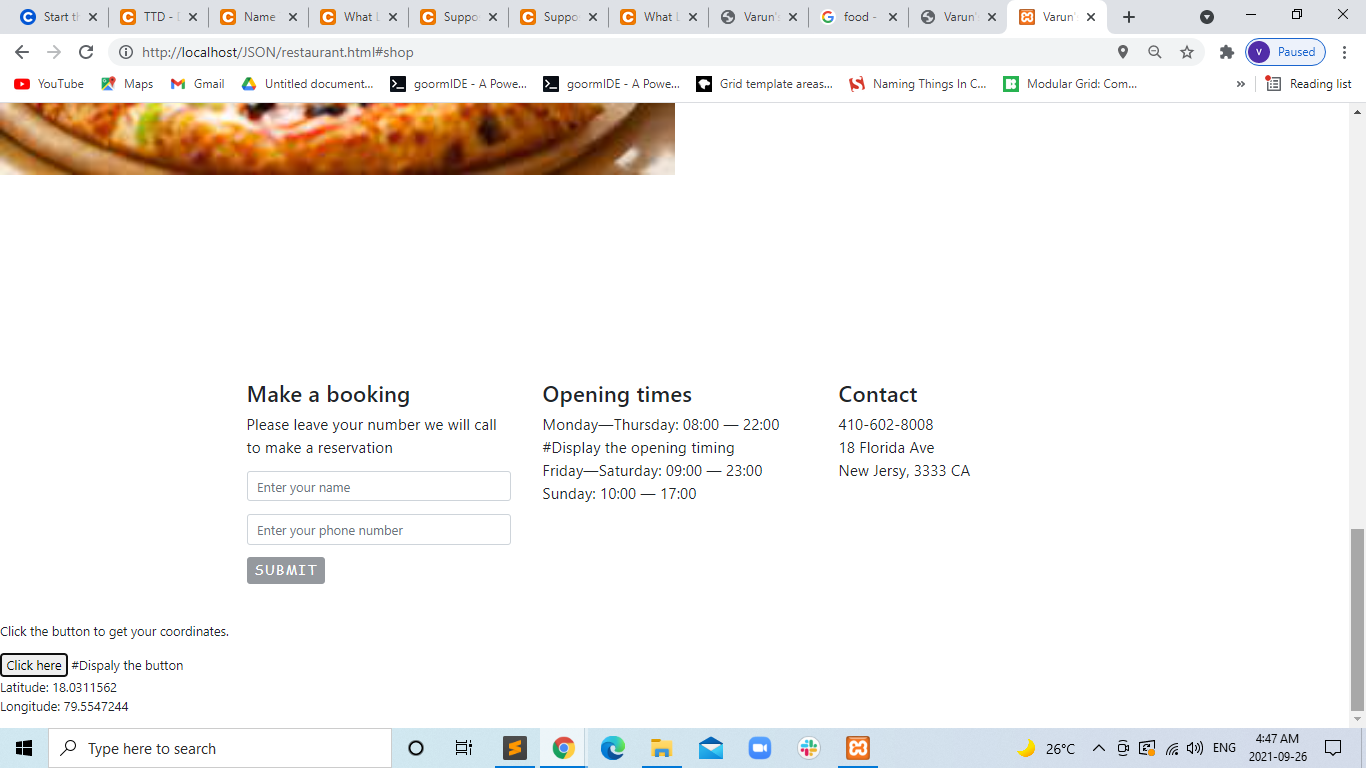 Start th
TTD - D
Name
What L
Suppo
Suppo
What L
Varun's
food -
Varun'
Varun'
http://localhost/JSON/restaurant.html#shop
V Paused
YouTube
Maps
Gmail
Untitled document...
goormIDE - A Powe...
goormIDE - A Powe...
Grid template areas...
Naming Things In C...
Modular Grid: Com...
»
Reading list
Make a booking
Please leave your number we will call
to make a reservation
Enter your name
Enter your phone number
SUBMIT
Opening times
Monday—Thursday: 08:00 — 22:00
#Display the opening timing
Friday—Saturday: 09:00 — 23:00
Sunday: 10:00 — 17:00
Contact
410-602-8008
18 Florida Ave
New Jersy, 3333 CA
Click the button to get your coordinates.
Click here #Dispaly the button
Latitude: 18.0311562
Longitude: 79.5547244
Type here to search
26°C
ENG
4:47 AM
2021-09-26